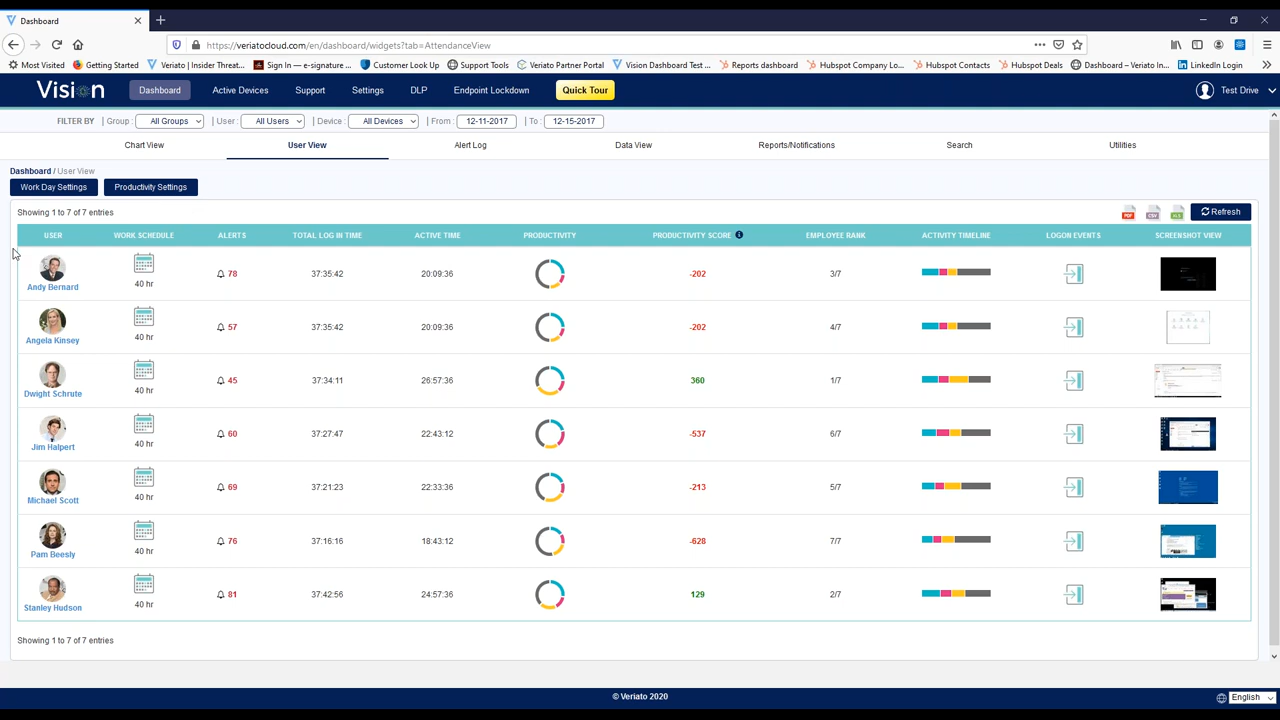 Dashboard
https://veriatocloud.com/en/dashboard/widgets?tab=AttendanceView
Most Visited Getting Started Veriato | Insider Threat... Sign In — e-signature ... Customer Look Up Support Tools Veriato Partner Portal Vision Dashboard Test ... Reports dashboard Hubspot Company Lo... Hubspot Contacts Hubspot Deals Dashboard – Veriato In... LinkedIn Login
Vision Dashboard Active Devices Support Settings DLP Endpoint Lockdown Quick Tour Test Drive
FILTER BY | Group : All Groups | User : All Users | Device : All Devices | From : 12-11-2017 | To : 12-15-2017
Chart View User View Alert Log Data View Reports/Notifications Search Utilities
Dashboard / User View
Work Day Settings Productivity Settings
Showing 1 to 7 of 7 entries PDF CSV XLS Refresh
USER WORK SCHEDULE ALERTS TOTAL LOG IN TIME ACTIVE TIME PRODUCTIVITY PRODUCTIVITY SCORE EMPLOYEE RANK ACTIVITY TIMELINE LOGON EVENTS SCREENSHOT VIEW
Andy Bernard 40 hr 78 37:35:42 20:09:36 -202 3/7
Angela Kinsey 40 hr 57 37:35:42 20:09:36 -202 4/7
Dwight Schrute 40 hr 45 37:34:11 26:57:36 360 1/7
Jim Halpert 40 hr 60 37:27:47 22:43:12 -537 6/7
Michael Scott 40 hr 69 37:21:23 22:33:36 -213 5/7
Pam Beesly 40 hr 76 37:16:16 18:43:12 -628 7/7
Stanley Hudson 40 hr 81 37:42:56 24:57:36 129 2/7
Showing 1 to 7 of 7 entries
© Veriato 2020
English